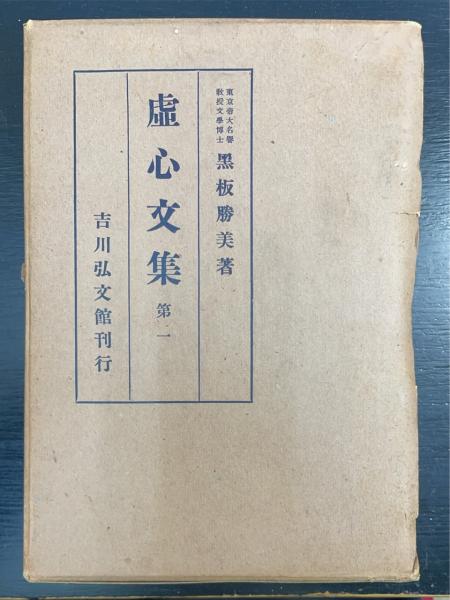 東京帝大名譽
教授文學博士
黑板勝美著
虛心文集 第一
吉川弘文館刊行